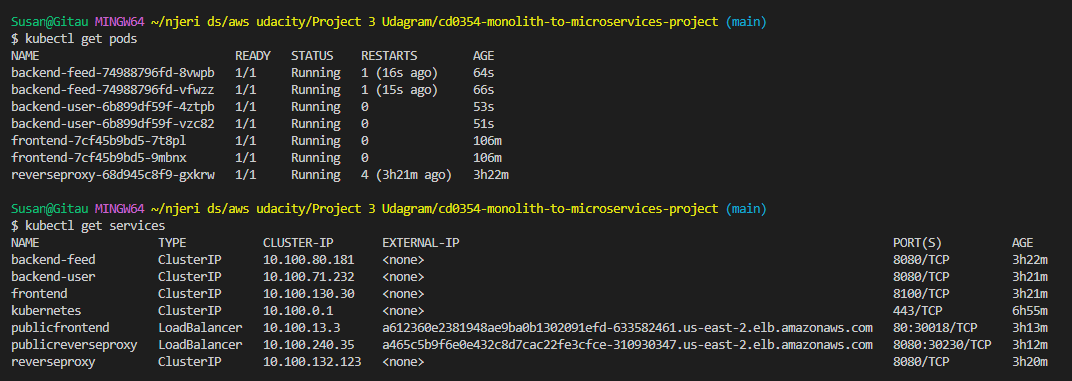 Susan@Gitau MINGW64 ~/njeri ds/aws udacity/Project 3 Udagram/cd0354-monolith-to-microservices-project (main)
$ kubectl get pods
NAME READY STATUS RESTARTS AGE
backend-feed-74988796fd-8vwpb 1/1 Running 1 (16s ago) 64s
backend-feed-74988796fd-vfwzz 1/1 Running 1 (15s ago) 66s
backend-user-6b899df59f-4ztpb 1/1 Running 0 53s
backend-user-6b899df59f-vzc82 1/1 Running 0 51s
frontend-7cf45b9bd5-7t8pl 1/1 Running 0 106m
frontend-7cf45b9bd5-9mbnx 1/1 Running 0 106m
reverseproxy-68d945c8f9-gxkrw 1/1 Running 4 (3h21m ago) 3h22m
Susan@Gitau MINGW64 ~/njeri ds/aws udacity/Project 3 Udagram/cd0354-monolith-to-microservices-project (main)
$ kubectl get services
NAME TYPE CLUSTER-IP EXTERNAL-IP PORT(S) AGE
backend-feed ClusterIP 10.100.80.181 <none> 8080/TCP 3h22m
backend-user ClusterIP 10.100.71.232 <none> 8080/TCP 3h21m
frontend ClusterIP 10.100.130.30 <none> 8100/TCP 3h21m
kubernetes ClusterIP 10.100.0.1 <none> 443/TCP 6h55m
publicfrontend LoadBalancer 10.100.13.3 a612360e2381948ae9ba0b1302091efd-633582461.us-east-2.elb.amazonaws.com 80:30018/TCP 3h13m
publicreverseproxy LoadBalancer 10.100.240.35 a465c5b9f6e0e432c8d7cac22fe3cfce-310930347.us-east-2.elb.amazonaws.com 8080:30230/TCP 3h12m
reverseproxy ClusterIP 10.100.132.123 <none> 8080/TCP 3h20m